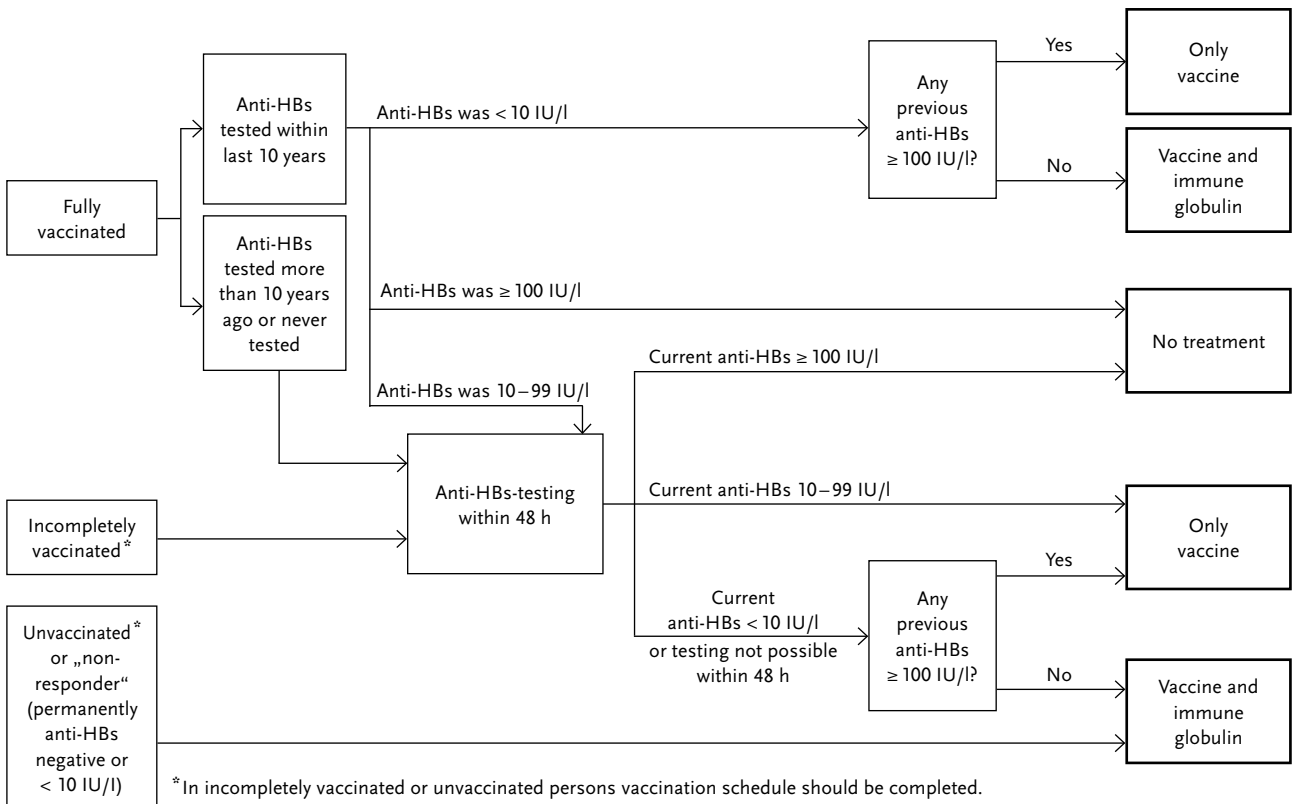 Fully
vaccinated
Anti-HBs
tested within
last 10 years
Anti-HBs
tested more
than 10 years
ago or never
tested
Anti-HBs was < 10 IU/l
Any
previous
anti-HBs
≥ 100 IU/l?
Yes
Only
vaccine
No
Vaccine and
immune
globulin
Anti-HBs was ≥ 100 IU/l
No treatment
Anti-HBs was 10–99 IU/l
Current anti-HBs ≥ 100 IU/l
Incompletely
vaccinated*
Anti-HBs-testing
within 48 h
Current anti-HBs 10–99 IU/l
Only
vaccine
Current
anti-HBs < 10 IU/l
or testing not possible
within 48 h
Any
previous
anti-HBs
≥ 100 IU/l?
Yes
No
Vaccine and
immune
globulin
Unvaccinated*
or „non-
responder“
(permanently
anti-HBs
negative or
< 10 IU/l)
*In incompletely vaccinated or unvaccinated persons vaccination schedule should be completed.